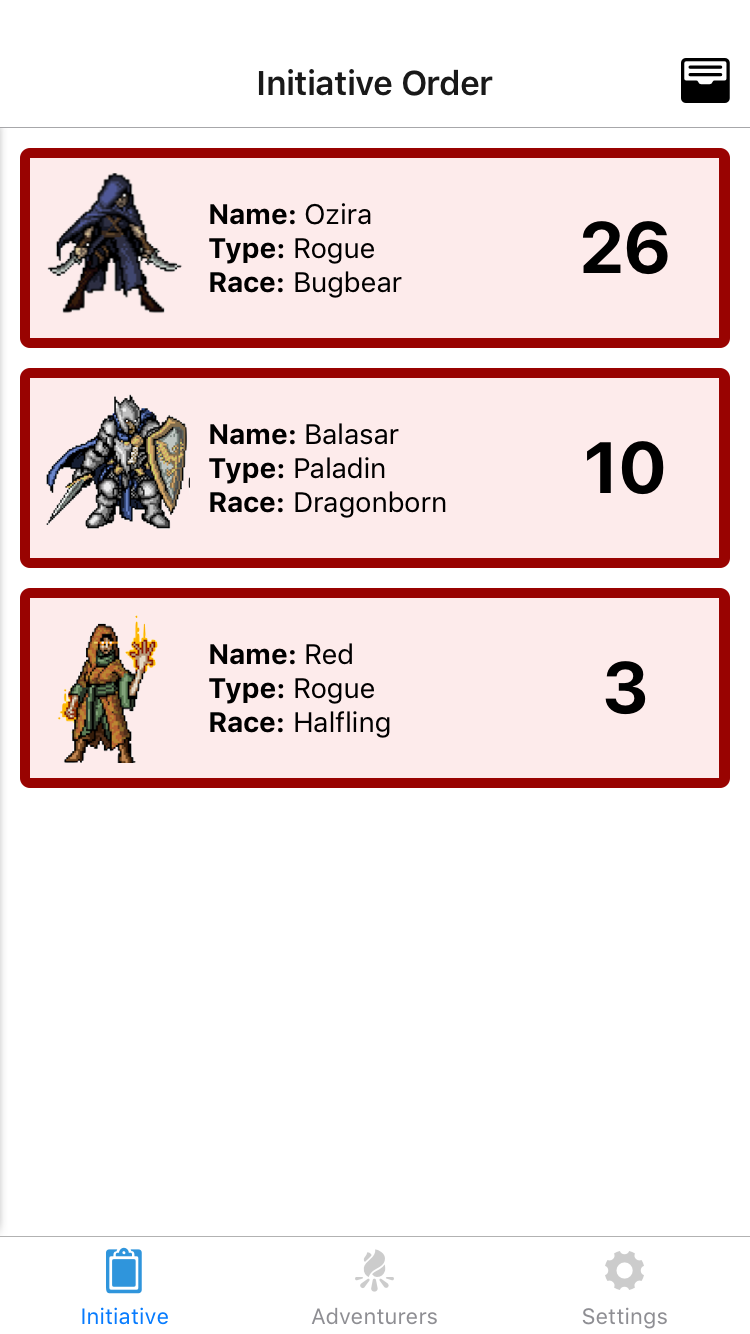 Initiative Order
Name: Ozira
Type: Rogue
Race: Bugbear
26
Name: Balasar
Type: Paladin
Race: Dragonborn
10
Name: Red
Type: Rogue
Race: Halfling
3
Initiative
Adventurers
Settings